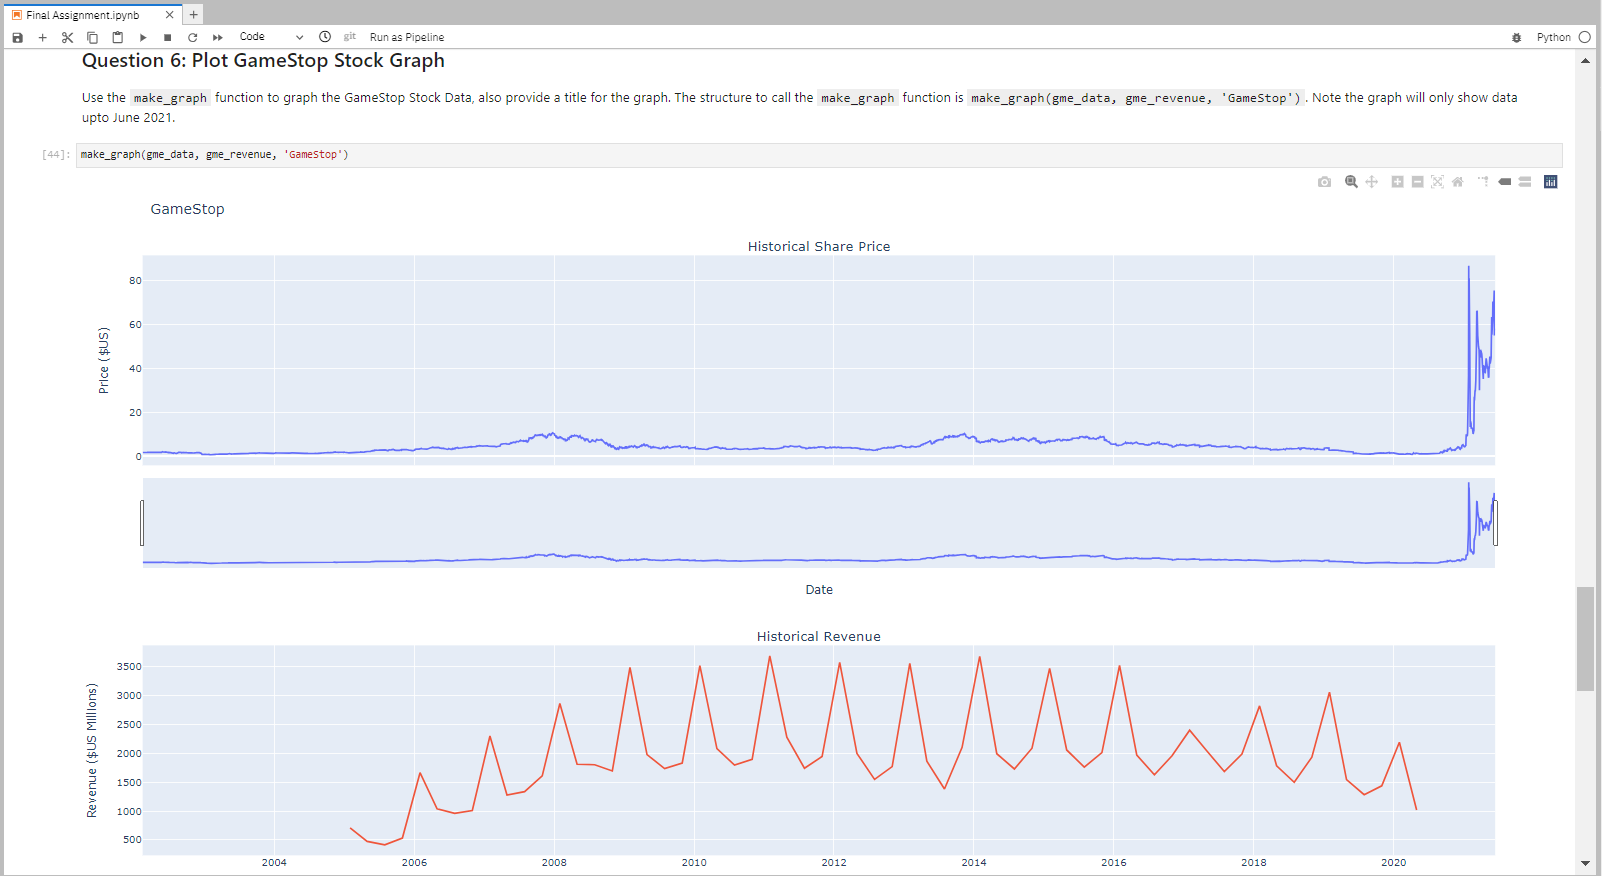 Final Assignment.ipynb
Code
git
Run as Pipeline
Python
Question 6: Plot GameStop Stock Graph
Use the make_graph function to graph the GameStop Stock Data, also provide a title for the graph. The structure to call the make_graph function is make_graph(gme_data, gme_revenue, 'GameStop'). Note the graph will only show data
upto June 2021.
[44]: make_graph(gme_data, gme_revenue, 'GameStop')
GameStop
Historical Share Price
80
60
40
20
0
Price ($US)
Date
Historical Revenue
3500
3000
2500
2000
1500
1000
500
Revenue ($US Millions)
2004 2006 2008 2010 2012 2014 2016 2018 2020